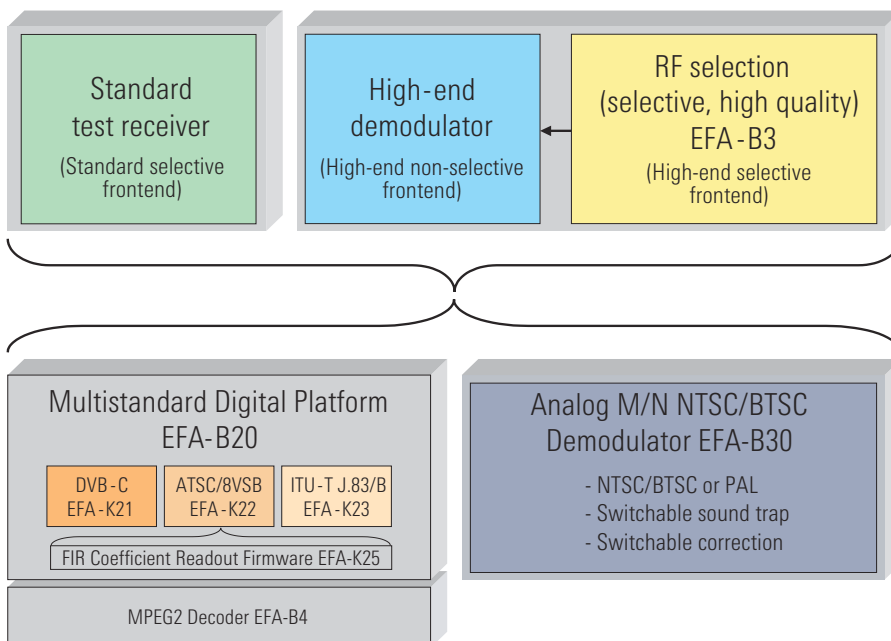 Standard
test receiver
(Standard selective
frontend)
High-end
demodulator
(High-end non-selective
frontend)
RF selection
(selective, high quality)
EFA-B3
(High-end selective
frontend)
Multistandard Digital Platform
EFA-B20
DVB-C
EFA-K21
ATSC/8VSB
EFA-K22
ITU-T J.83/B
EFA-K23
FIR Coefficient Readout Firmware EFA-K25
MPEG2 Decoder EFA-B4
Analog M/N NTSC/BTSC
Demodulator EFA-B30
- NTSC/BTSC or PAL
- Switchable sound trap
- Switchable correction